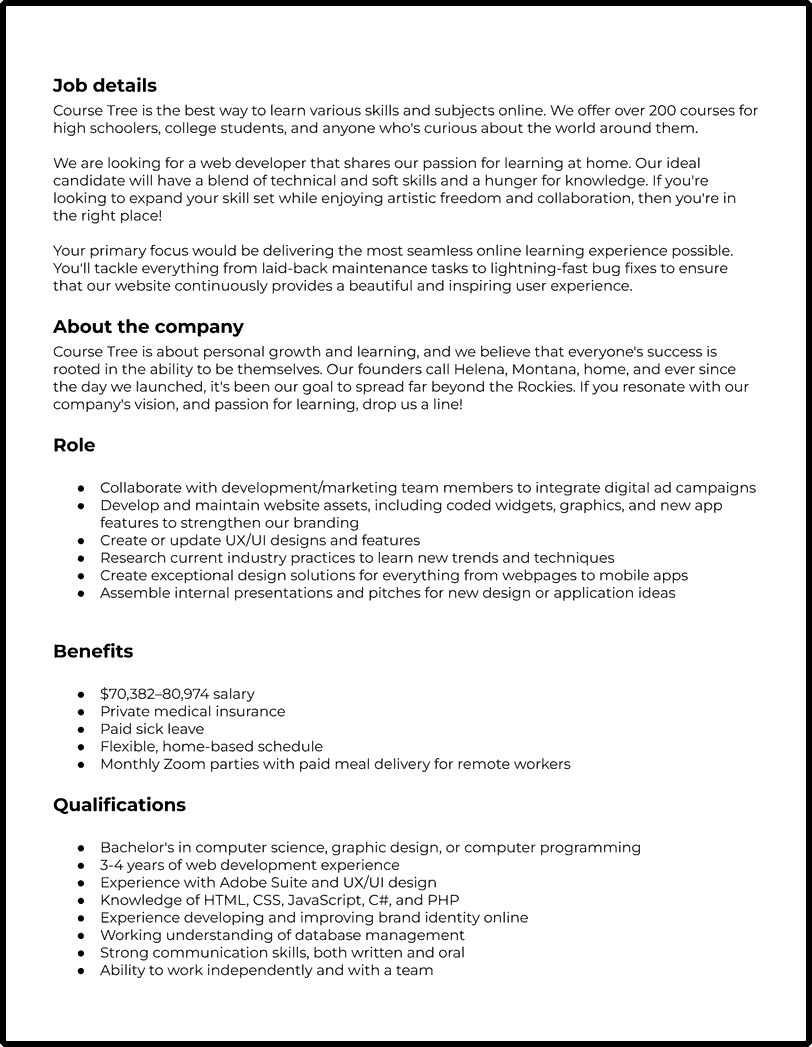 Job details
Course Tree is the best way to learn various skills and subjects online. We offer over 200 courses for
high schoolers, college students, and anyone who's curious about the world around them.
We are looking for a web developer that shares our passion for learning at home. Our ideal
candidate will have a blend of technical and soft skills and a hunger for knowledge. If you're
looking to expand your skill set while enjoying artistic freedom and collaboration, then you're in
the right place!
Your primary focus would be delivering the most seamless online learning experience possible.
You'll tackle everything from laid-back maintenance tasks to lightning-fast bug fixes to ensure
that our website continuously provides a beautiful and inspiring user experience.
About the company
Course Tree is about personal growth and learning, and we believe that everyone's success is
rooted in the ability to be themselves. Our founders call Helena, Montana, home, and ever since
the day we launched, it's been our goal to spread far beyond the Rockies. If you resonate with our
company's vision, and passion for learning, drop us a line!
Role
● Collaborate with development/marketing team members to integrate digital ad campaigns
● Develop and maintain website assets, including coded widgets, graphics, and new app
features to strengthen our branding
● Create or update UX/UI designs and features
● Research current industry practices to learn new trends and techniques
● Create exceptional design solutions for everything from webpages to mobile apps
● Assemble internal presentations and pitches for new design or application ideas
Benefits
● $70,382–80,974 salary
● Private medical insurance
● Paid sick leave
● Flexible, home-based schedule
● Monthly Zoom parties with paid meal delivery for remote workers
Qualifications
● Bachelor's in computer science, graphic design, or computer programming
● 3-4 years of web development experience
● Experience with Adobe Suite and UX/UI design
● Knowledge of HTML, CSS, JavaScript, C#, and PHP
● Experience developing and improving brand identity online
● Working understanding of database management
● Strong communication skills, both written and oral
● Ability to work independently and with a team